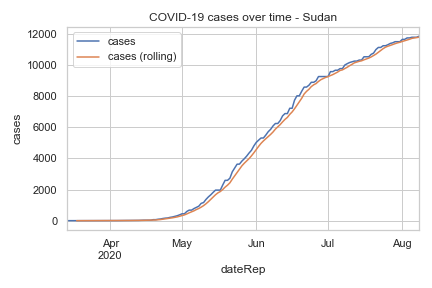 COVID-19 cases over time - Sudan
cases
cases (rolling)
12000
10000
8000
6000
4000
2000
0
cases
Apr
2020
May
Jun
Jul
Aug
dateRep